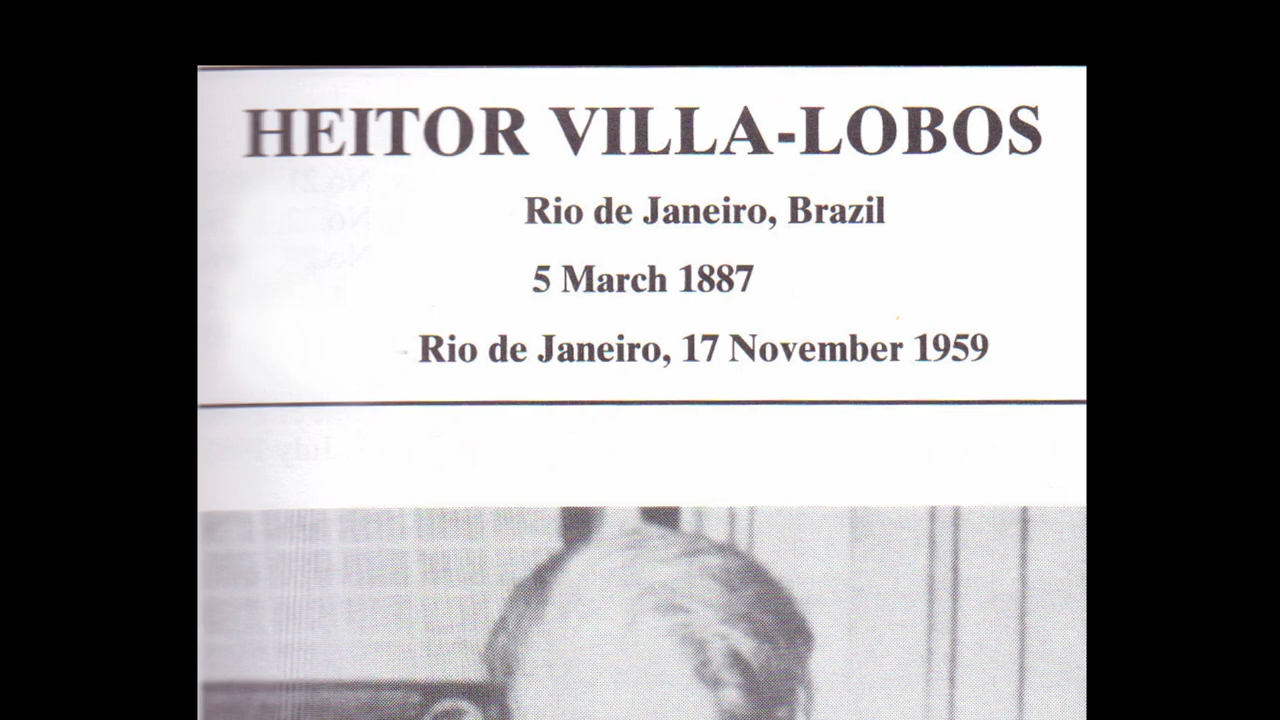 HEITOR VILLA-LOBOS
Rio de Janeiro, Brazil
5 March 1887
Rio de Janeiro, 17 November 1959